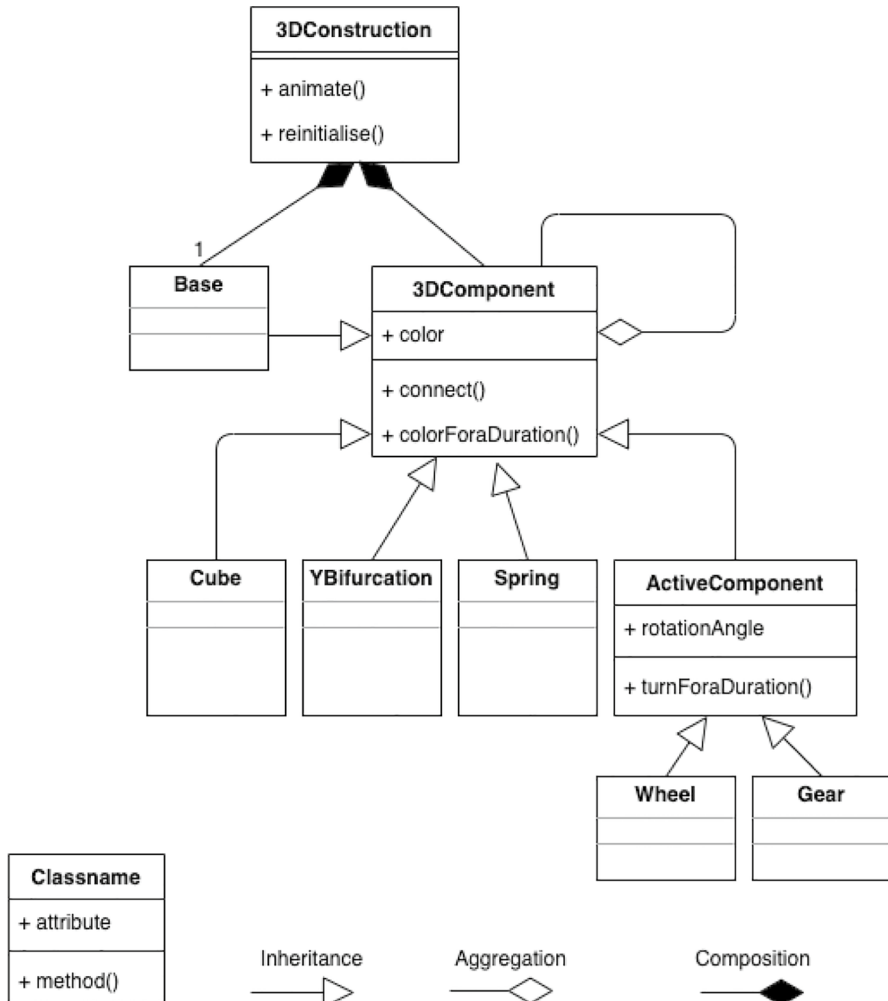 3DConstruction
+ animate()
+ reinitialise()
1
Base
3DComponent
+ color
+ connect()
+ colorForaDuration()
Cube
YBifurcation
Spring
ActiveComponent
+ rotationAngle
+ turnForaDuration()
Wheel
Gear
Classname
+ attribute
+ method()
Inheritance
Aggregation
Composition